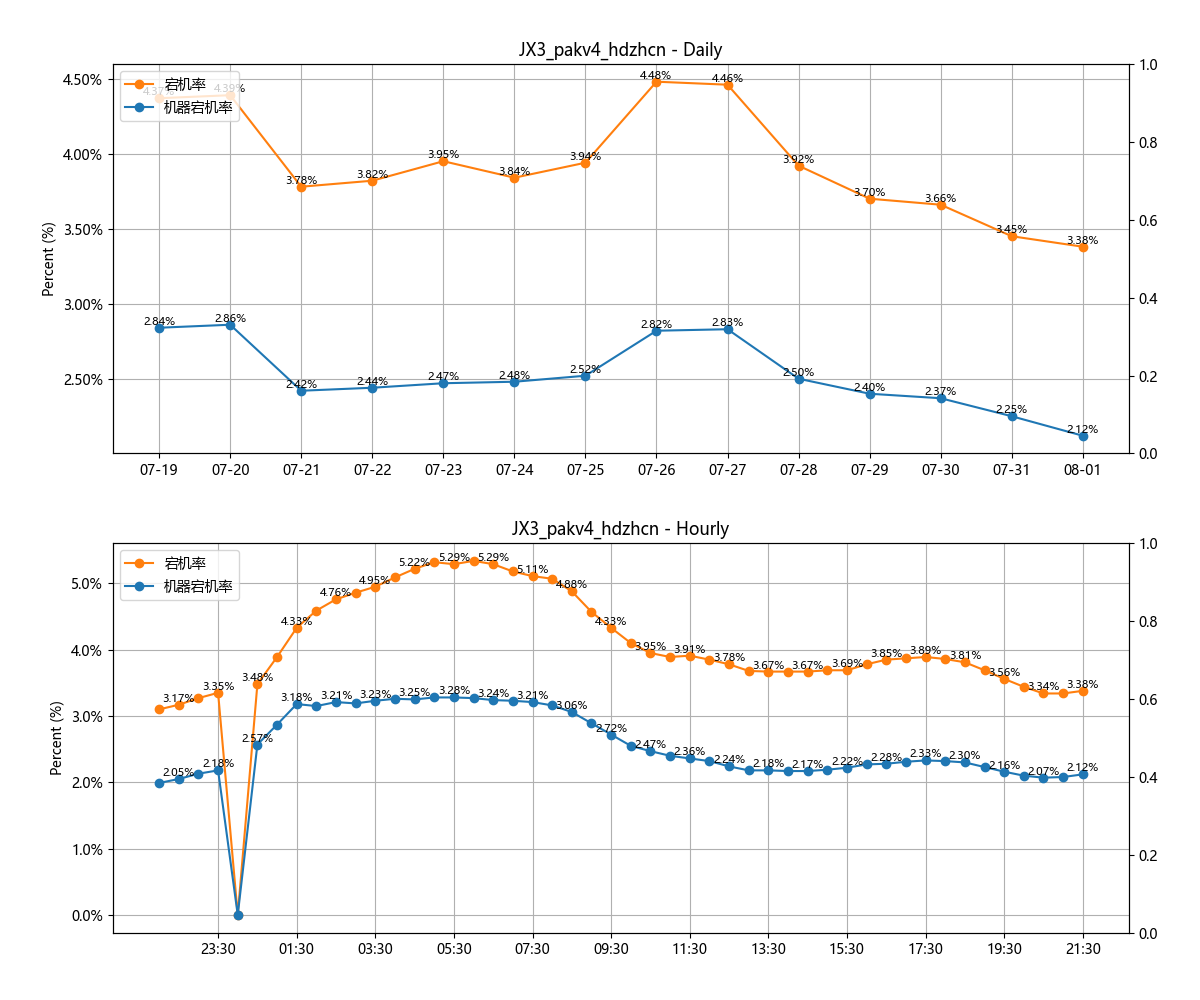 JX3_pakv4_hdzhcn - Daily
宕机率
机器宕机率
4.37% 4.39% 3.78% 3.82% 3.95% 3.84% 3.94% 4.48% 4.46% 3.92% 3.70% 3.66% 3.45% 3.38%
2.84% 2.86% 2.42% 2.44% 2.47% 2.48% 2.52% 2.82% 2.83% 2.50% 2.40% 2.37% 2.25% 2.12%
Percent (%)
4.50%
4.00%
3.50%
3.00%
2.50%
1.0
0.8
0.6
0.4
0.2
0.0
07-19 07-20 07-21 07-22 07-23 07-24 07-25 07-26 07-27 07-28 07-29 07-30 07-31 08-01
JX3_pakv4_hdzhcn - Hourly
宕机率
机器宕机率
3.17% 3.35% 3.48% 4.33% 4.76% 4.95% 5.22% 5.29% 5.29% 5.11% 4.88% 4.33% 3.95% 3.91% 3.78% 3.67% 3.67% 3.69% 3.85% 3.89% 3.81% 3.56% 3.34% 3.38%
2.05% 2.18% 2.57% 3.18% 3.21% 3.23% 3.25% 3.28% 3.24% 3.21% 3.06% 2.72% 2.47% 2.36% 2.24% 2.18% 2.17% 2.22% 2.28% 2.33% 2.30% 2.16% 2.07% 2.12%
Percent (%)
5.0%
4.0%
3.0%
2.0%
1.0%
0.0%
1.0
0.8
0.6
0.4
0.2
0.0
23:30 01:30 03:30 05:30 07:30 09:30 11:30 13:30 15:30 17:30 19:30 21:30